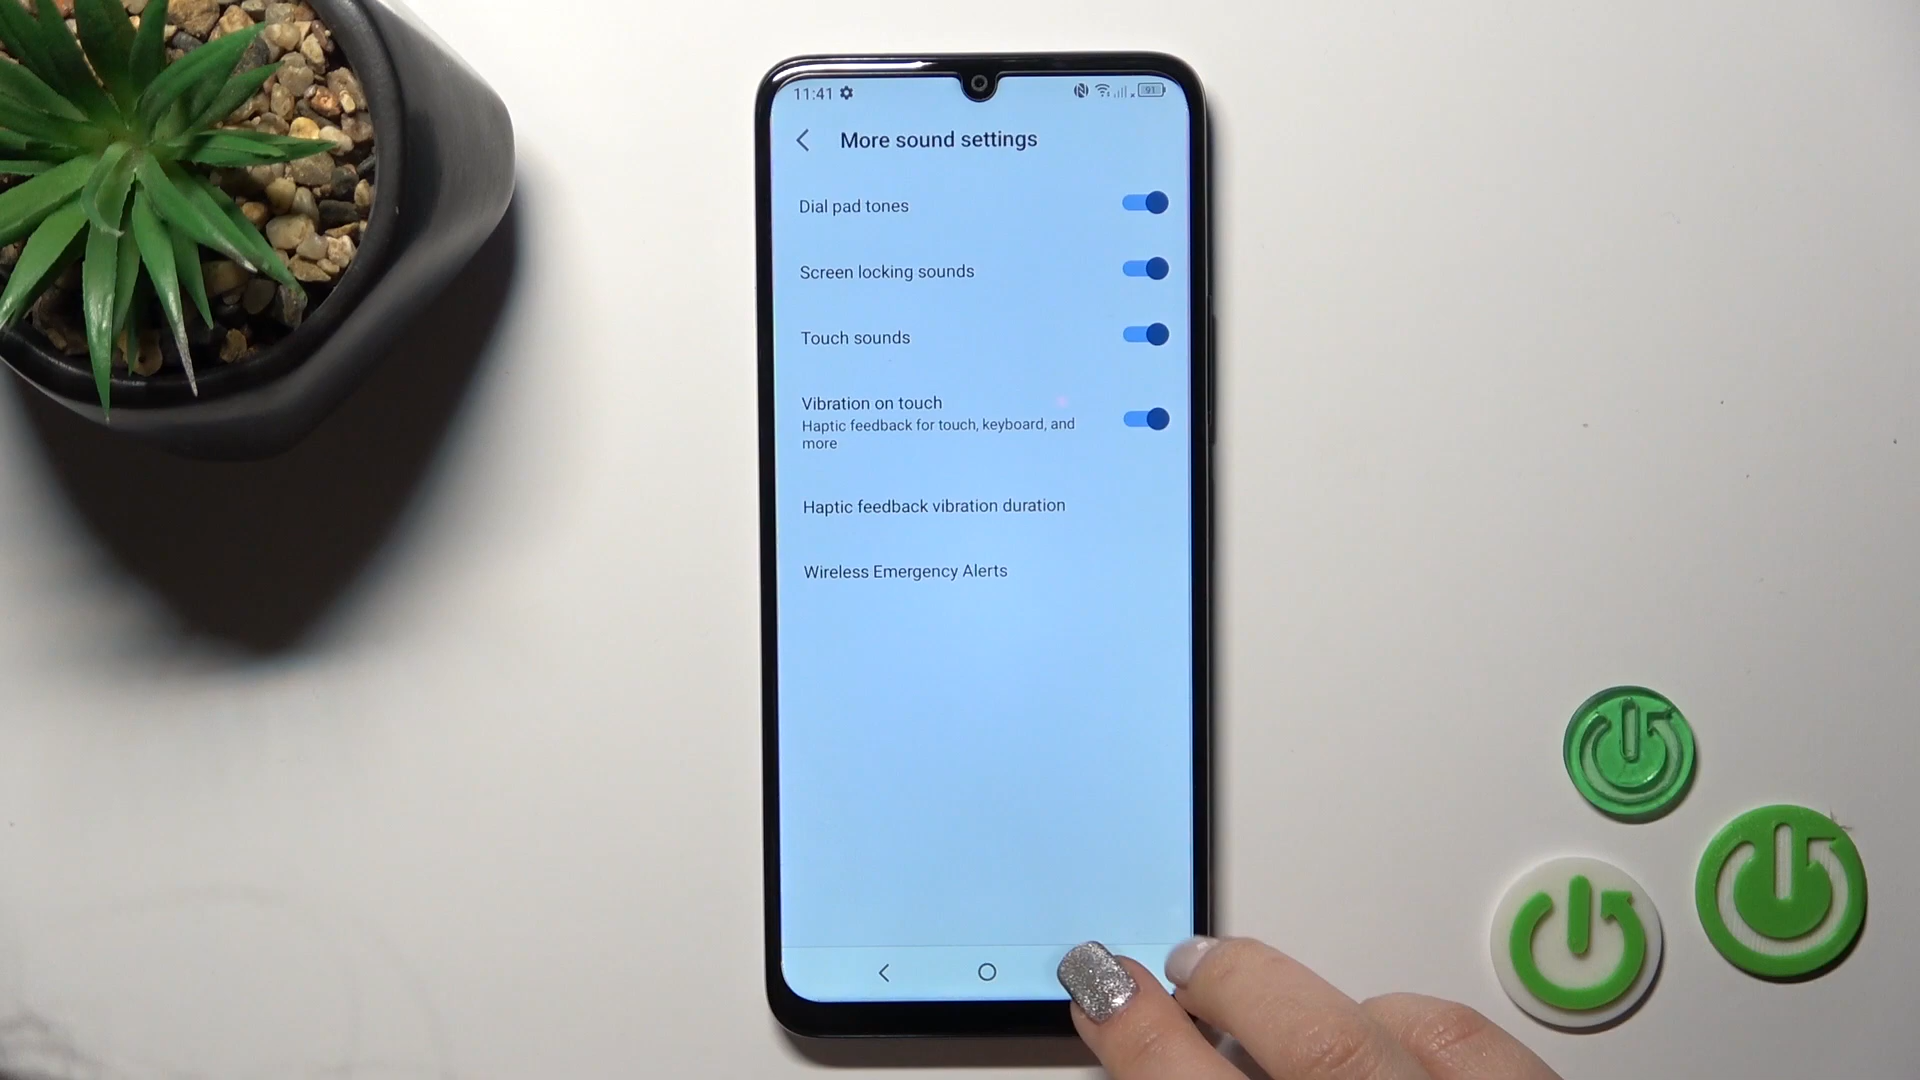 11:41
91
More sound settings
Dial pad tones
Screen locking sounds
Touch sounds
Vibration on touch
Haptic feedback for touch, keyboard, and
more
Haptic feedback vibration duration
Wireless Emergency Alerts